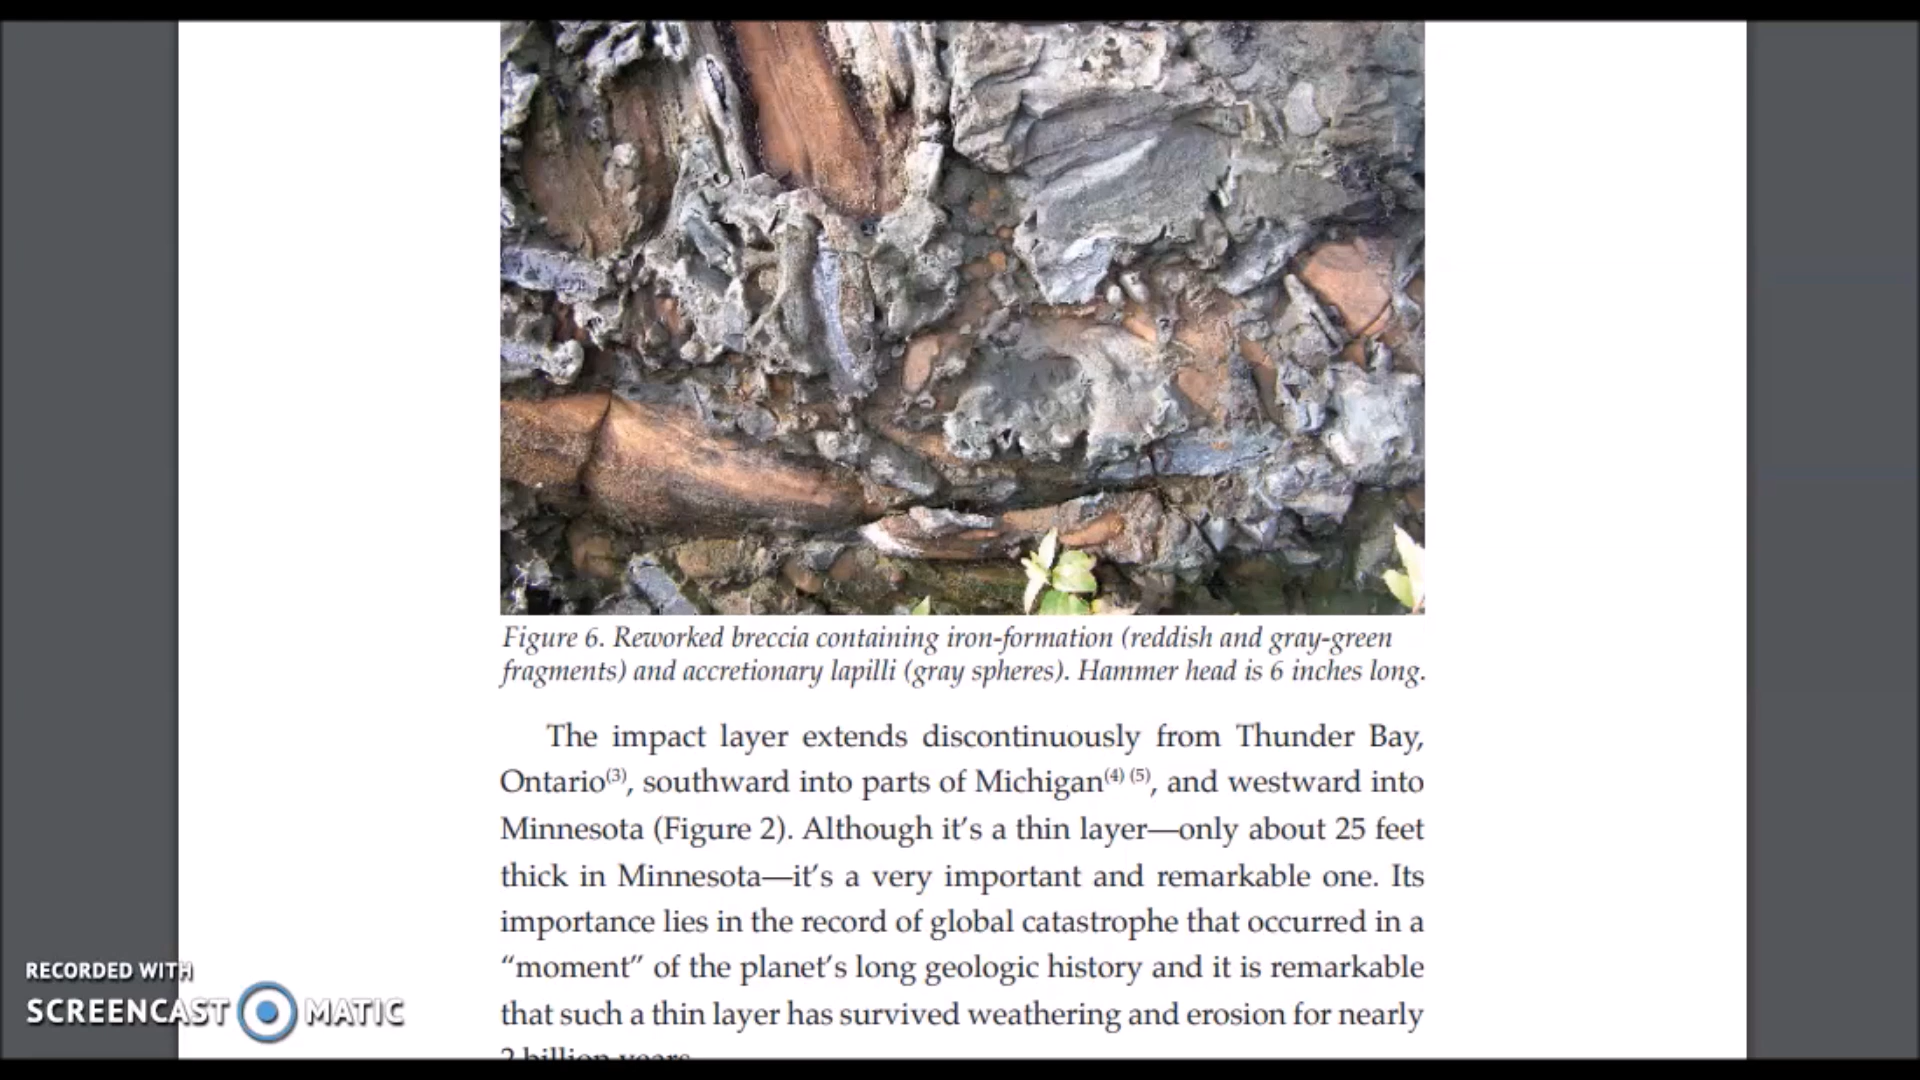 Figure 6. Reworked breccia containing iron-formation (reddish and gray-green
fragments) and accretionary lapilli (gray spheres). Hammer head is 6 inches long.
The impact layer extends discontinuously from Thunder Bay,
Ontario(3), southward into parts of Michigan(4) (5), and westward into
Minnesota (Figure 2). Although it's a thin layer—only about 25 feet
thick in Minnesota—it's a very important and remarkable one. Its
importance lies in the record of global catastrophe that occurred in a
“moment” of the planet's long geologic history and it is remarkable
that such a thin layer has survived weathering and erosion for nearly
2 billion years.
RECORDED WITH
SCREENCAST MATIC